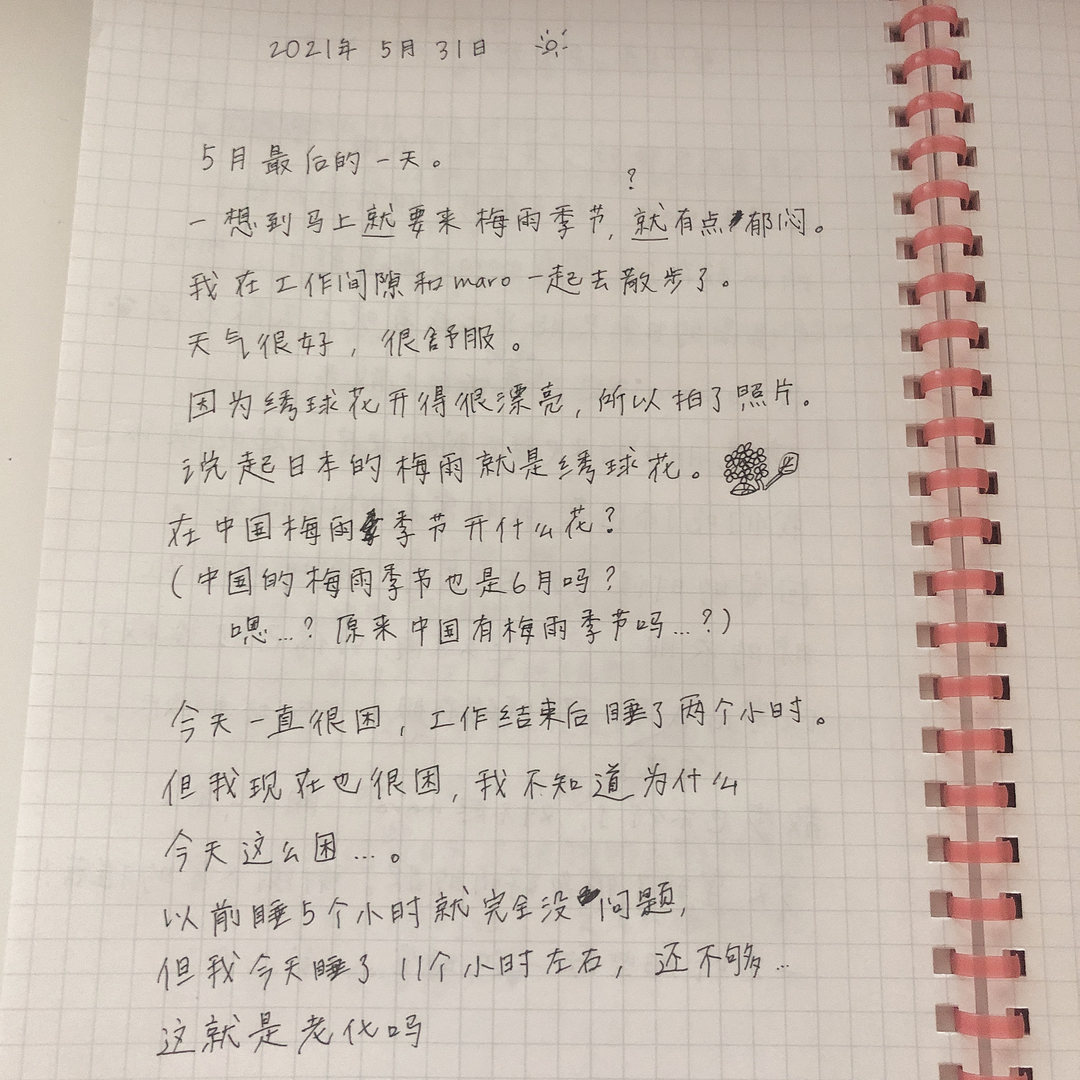 2021年 5月 31日
5月最后的一天。
?
一想到马上就要来梅雨季节,就有点郁闷。
我在工作间隙和maro一起去散步了。
天气很好,很舒服。
因为绣球花开得很漂亮,所以拍了照片。
说起日本的梅雨就是绣球花。
在中国梅雨季节开什么花?
(中国的梅雨季节也是6月吗?
嗯...?原来中国有梅雨季节吗...?)
今天一直很困,工作结束后睡了两个小时。
但我现在也很困,我不知道为什么
今天这么困...。
以前睡5个小时就完全没问题,
但我今天睡了11个小时左右,还不够...
这就是老化吗